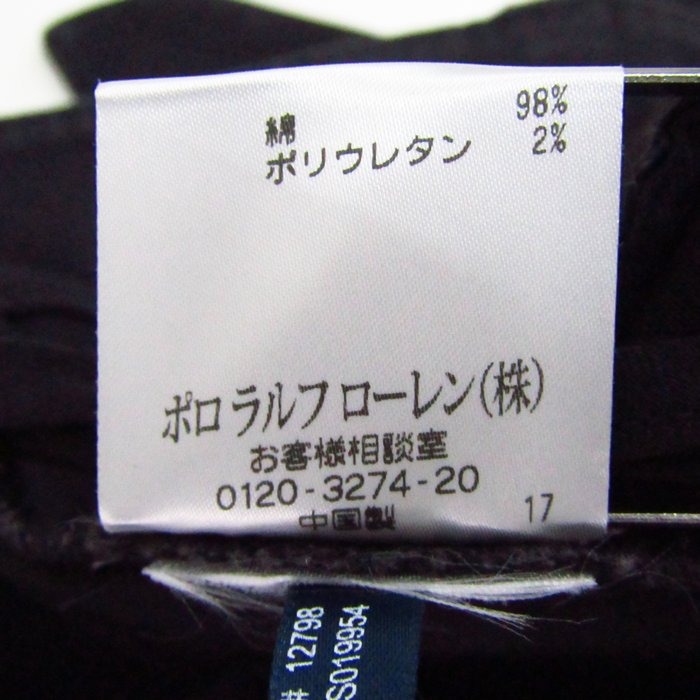 綿 98%
ポリウレタン 2%
ポロ ラルフ ローレン(株)
お客様相談室
0120-3274-20
中国製 17
# 12798
S019954